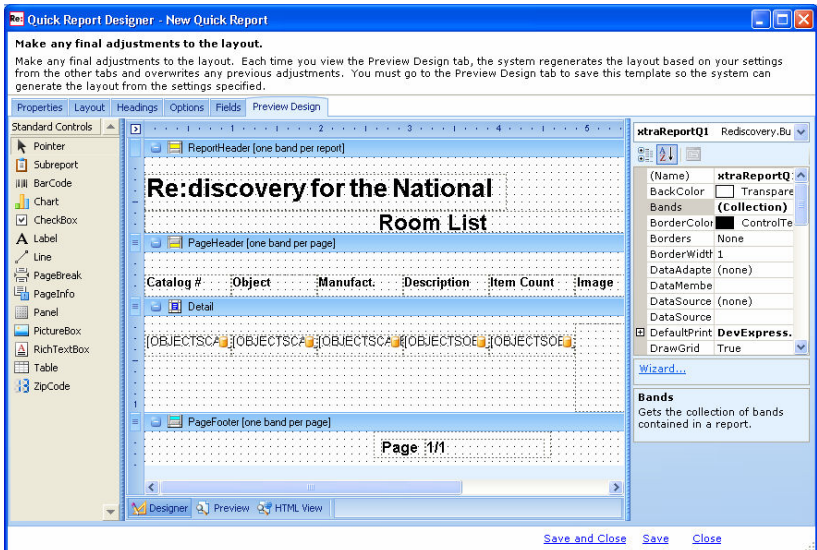 Re: Quick Report Designer - New Quick Report
Make any final adjustments to the layout.
Make any final adjustments to the layout. Each time you view the Preview Design tab, the system regenerates the layout based on your settings
from the other tabs and overwrites any previous adjustments. You must go to the Preview Design tab to save this template so the system can
generate the layout from the settings specified.
Properties Layout Headings Options Fields Preview Design
Standard Controls
Pointer
Subreport
BarCode
Chart
CheckBox
A Label
Line
PageBreak
PageInfo
Panel
PictureBox
RichTextBox
Table
ZipCode
1 2 3 4 5
ReportHeader [one band per report]
Re:discovery for the National
Room List
PageHeader [one band per page]
Catalog # Object Manufact. Description Item Count Image
Detail
[OBJECTSCA [OBJECTSCA [OBJECTSCA [OBJECTSOE [OBJECTSOE
1
PageFooter [one band per page]
Page 1/1
Designer Preview HTML View
xtraReportQ1 Rediscovery.Bu
(Name) xtraReportQ
BackColor Transpare
Bands (Collection)
BorderColor ControlTe
Borders None
BorderWidth 1
DataAdapte (none)
DataMembe
DataSource (none)
DataSource
DefaultPrint DevExpress.
DrawGrid True
Wizard...
Bands
Gets the collection of bands
contained in a report.
Save and Close Save Close